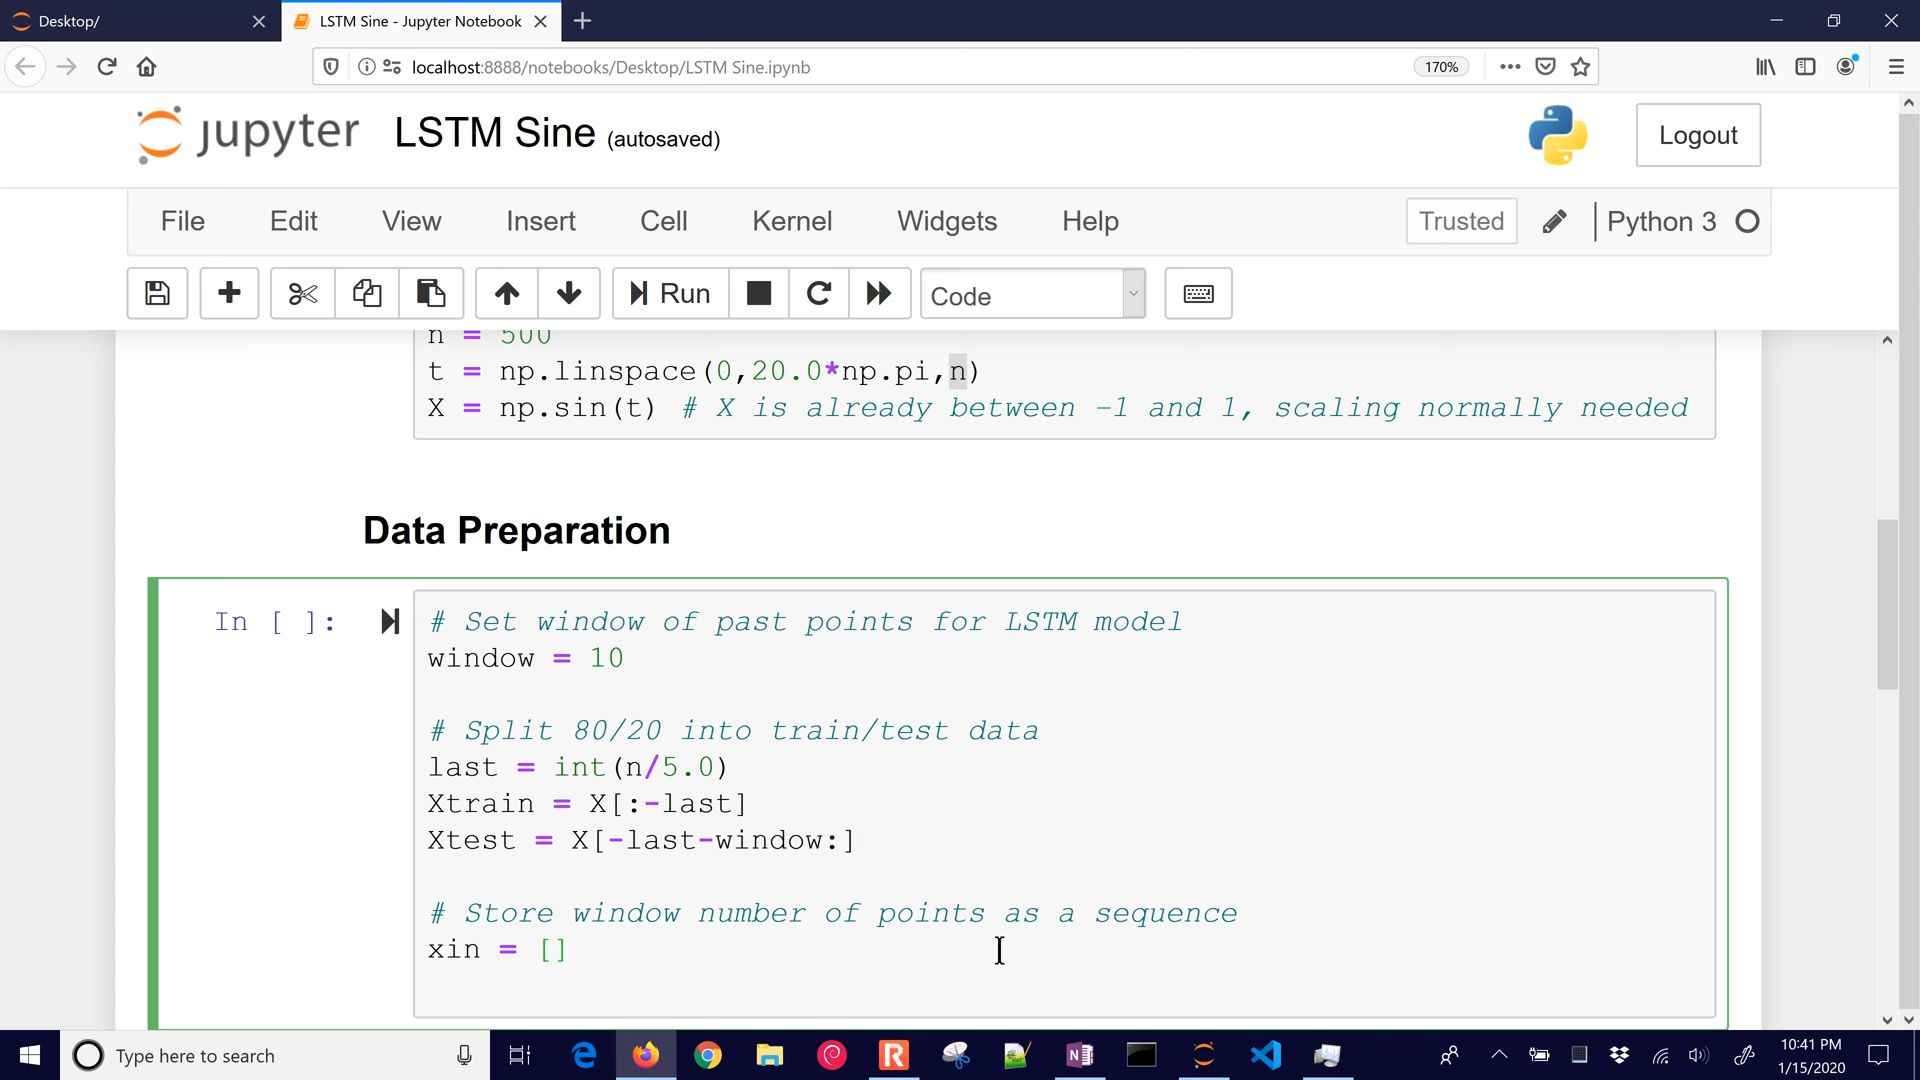 Desktop/
LSTM Sine - Jupyter Notebook
localhost:8888/notebooks/Desktop/LSTM Sine.ipynb
170%
jupyter LSTM Sine (autosaved)
Logout
File Edit View Insert Cell Kernel Widgets Help
Trusted
Python 3
Run
Code
n = 500
t = np.linspace(0,20.0*np.pi,n)
X = np.sin(t) # X is already between -1 and 1, scaling normally needed
Data Preparation
In [ ]:
# Set window of past points for LSTM model
window = 10
# Split 80/20 into train/test data
last = int(n/5.0)
Xtrain = X[:-last]
Xtest = X[-last-window:]
# Store window number of points as a sequence
xin = []
Type here to search
10:41 PM
1/15/2020